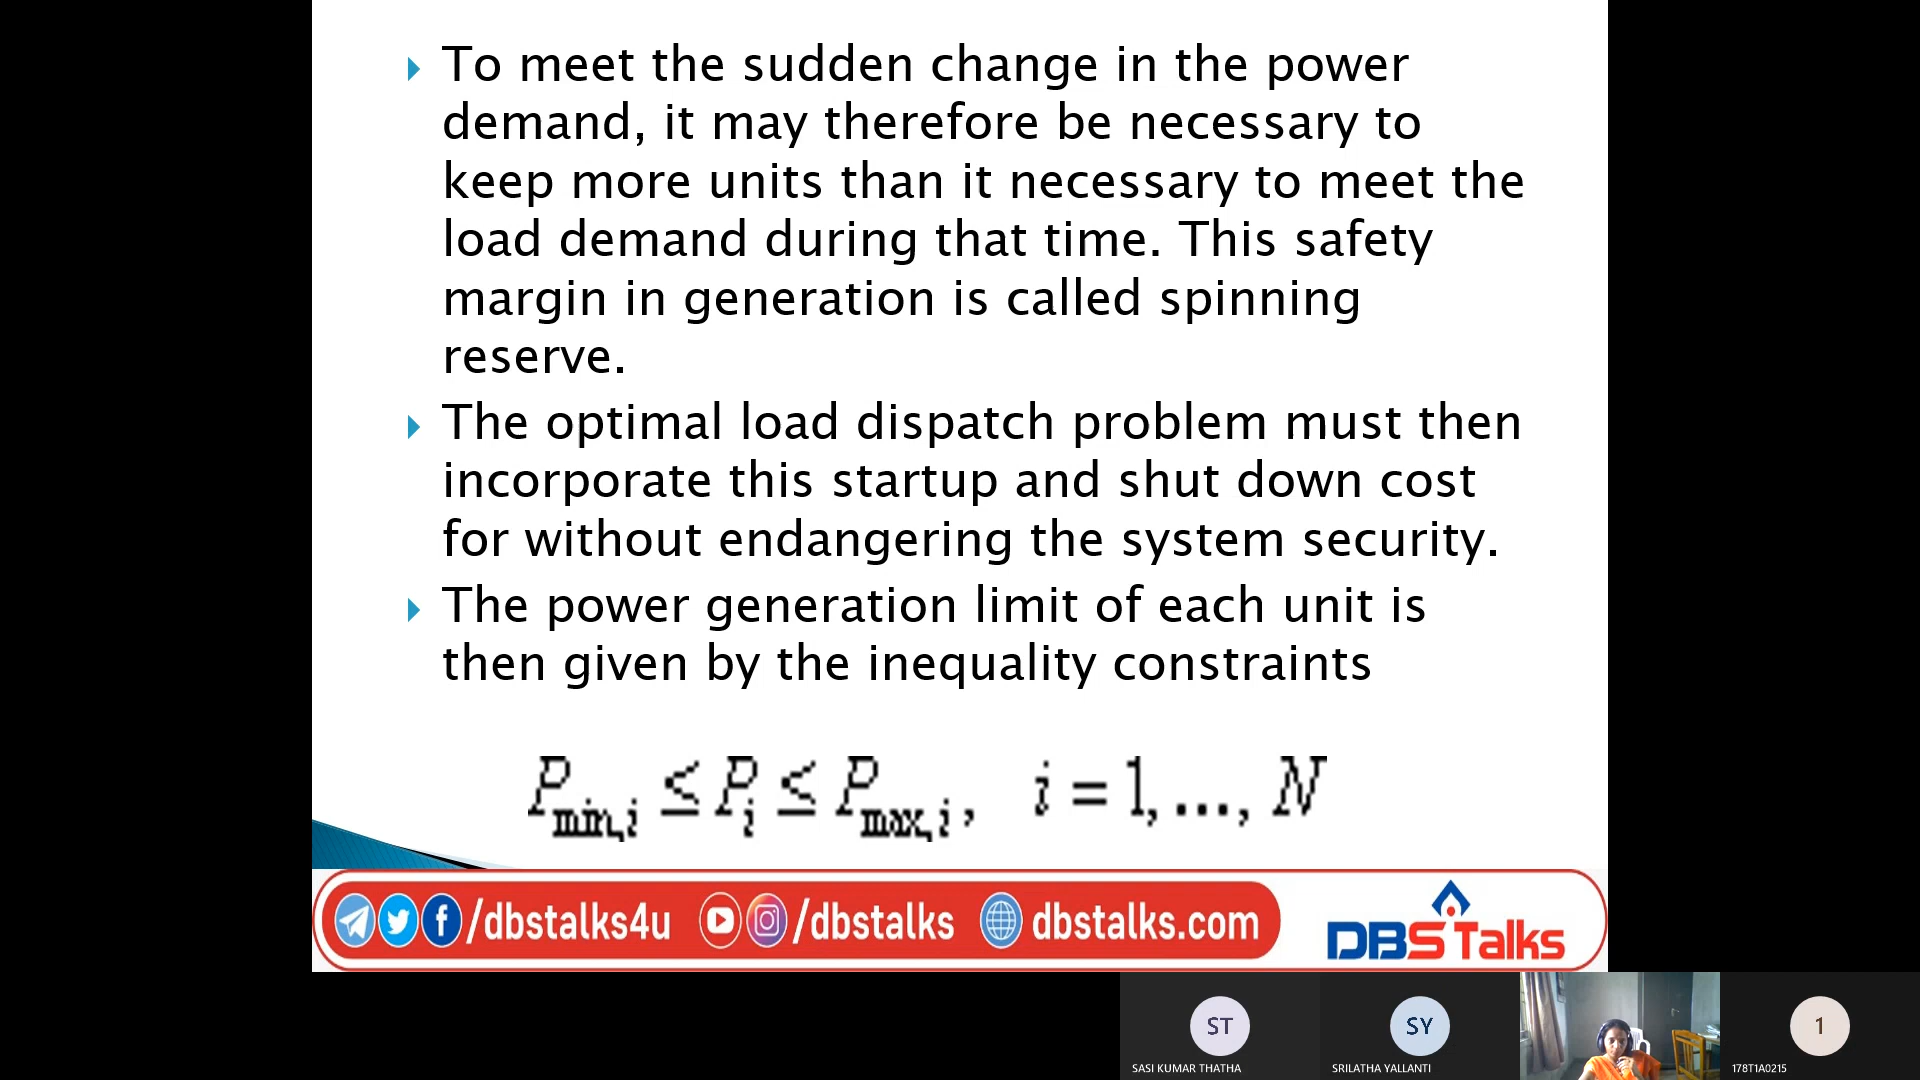 To meet the sudden change in the power
demand, it may therefore be necessary to
keep more units than it necessary to meet the
load demand during that time. This safety
margin in generation is called spinning
reserve.
The optimal load dispatch problem must then
incorporate this startup and shut down cost
for without endangering the system security.
The power generation limit of each unit is
then given by the inequality constraints
P_min,i ≤ P_i ≤ P_max,i, i = 1, ..., N
/dbstalks4u /dbstalks dbstalks.com
DBS Talks
ST SY 1
SASI KUMAR THATHA SRILATHA YALLANTI 178T1A0215